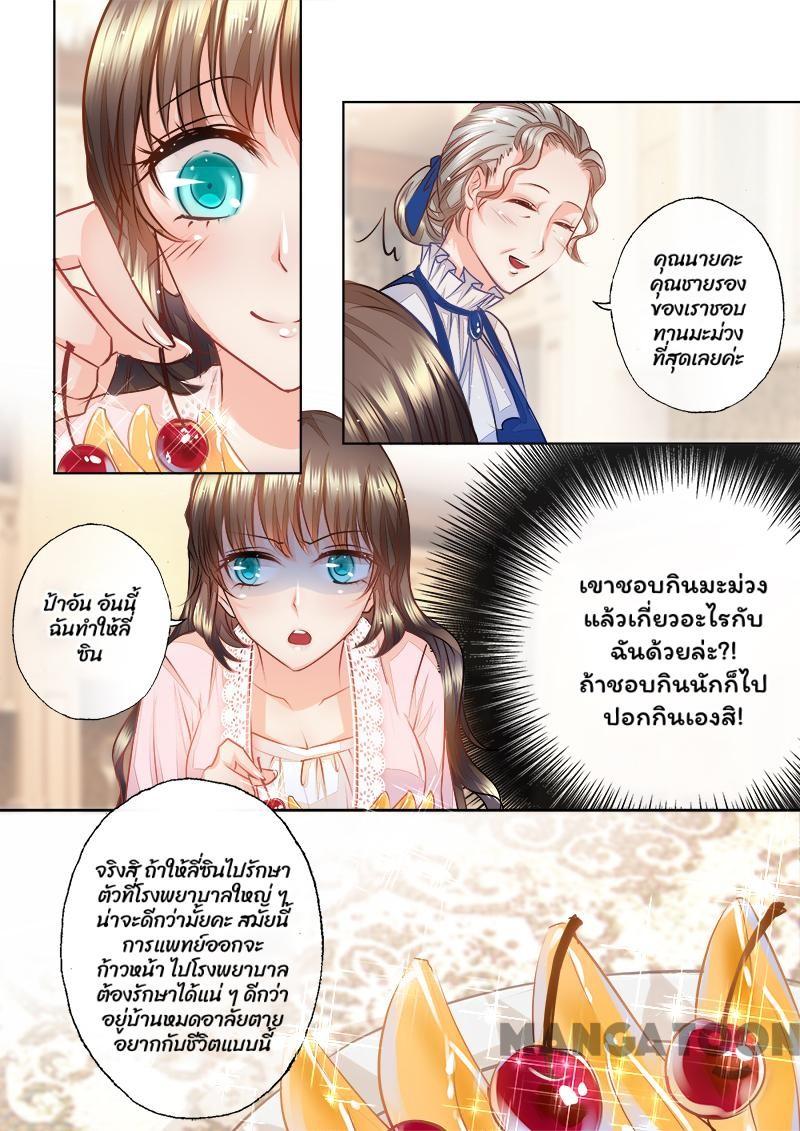 คุณนายคะ
คุณชายรอง
ของเราชอบ
ทานมะม่วง
ที่สุดเลยค่ะ
ป้าอัน อันนี้
ฉันทำให้ลี่
ซิน
เขาชอบกินมะม่วง
แล้วเกี่ยวอะไรกับ
ฉันด้วยล่ะ?!
ถ้าชอบกินนักก็ไป
ปอกกินเองสิ!
จริงสิ ถ้าให้ลี่ซินไปรักษา
ตัวที่โรงพยาบาลใหญ่ ๆ
น่าจะดีกว่ามั้ยคะ สมัยนี้
การแพทย์ออกจะ
ก้าวหน้า ไปโรงพยาบาล
ต้องรักษาได้แน่ ๆ ดีกว่า
อยู่บ้านหมดอาลัยตาย
อยากกับชีวิตแบบนี้
MANGATOON